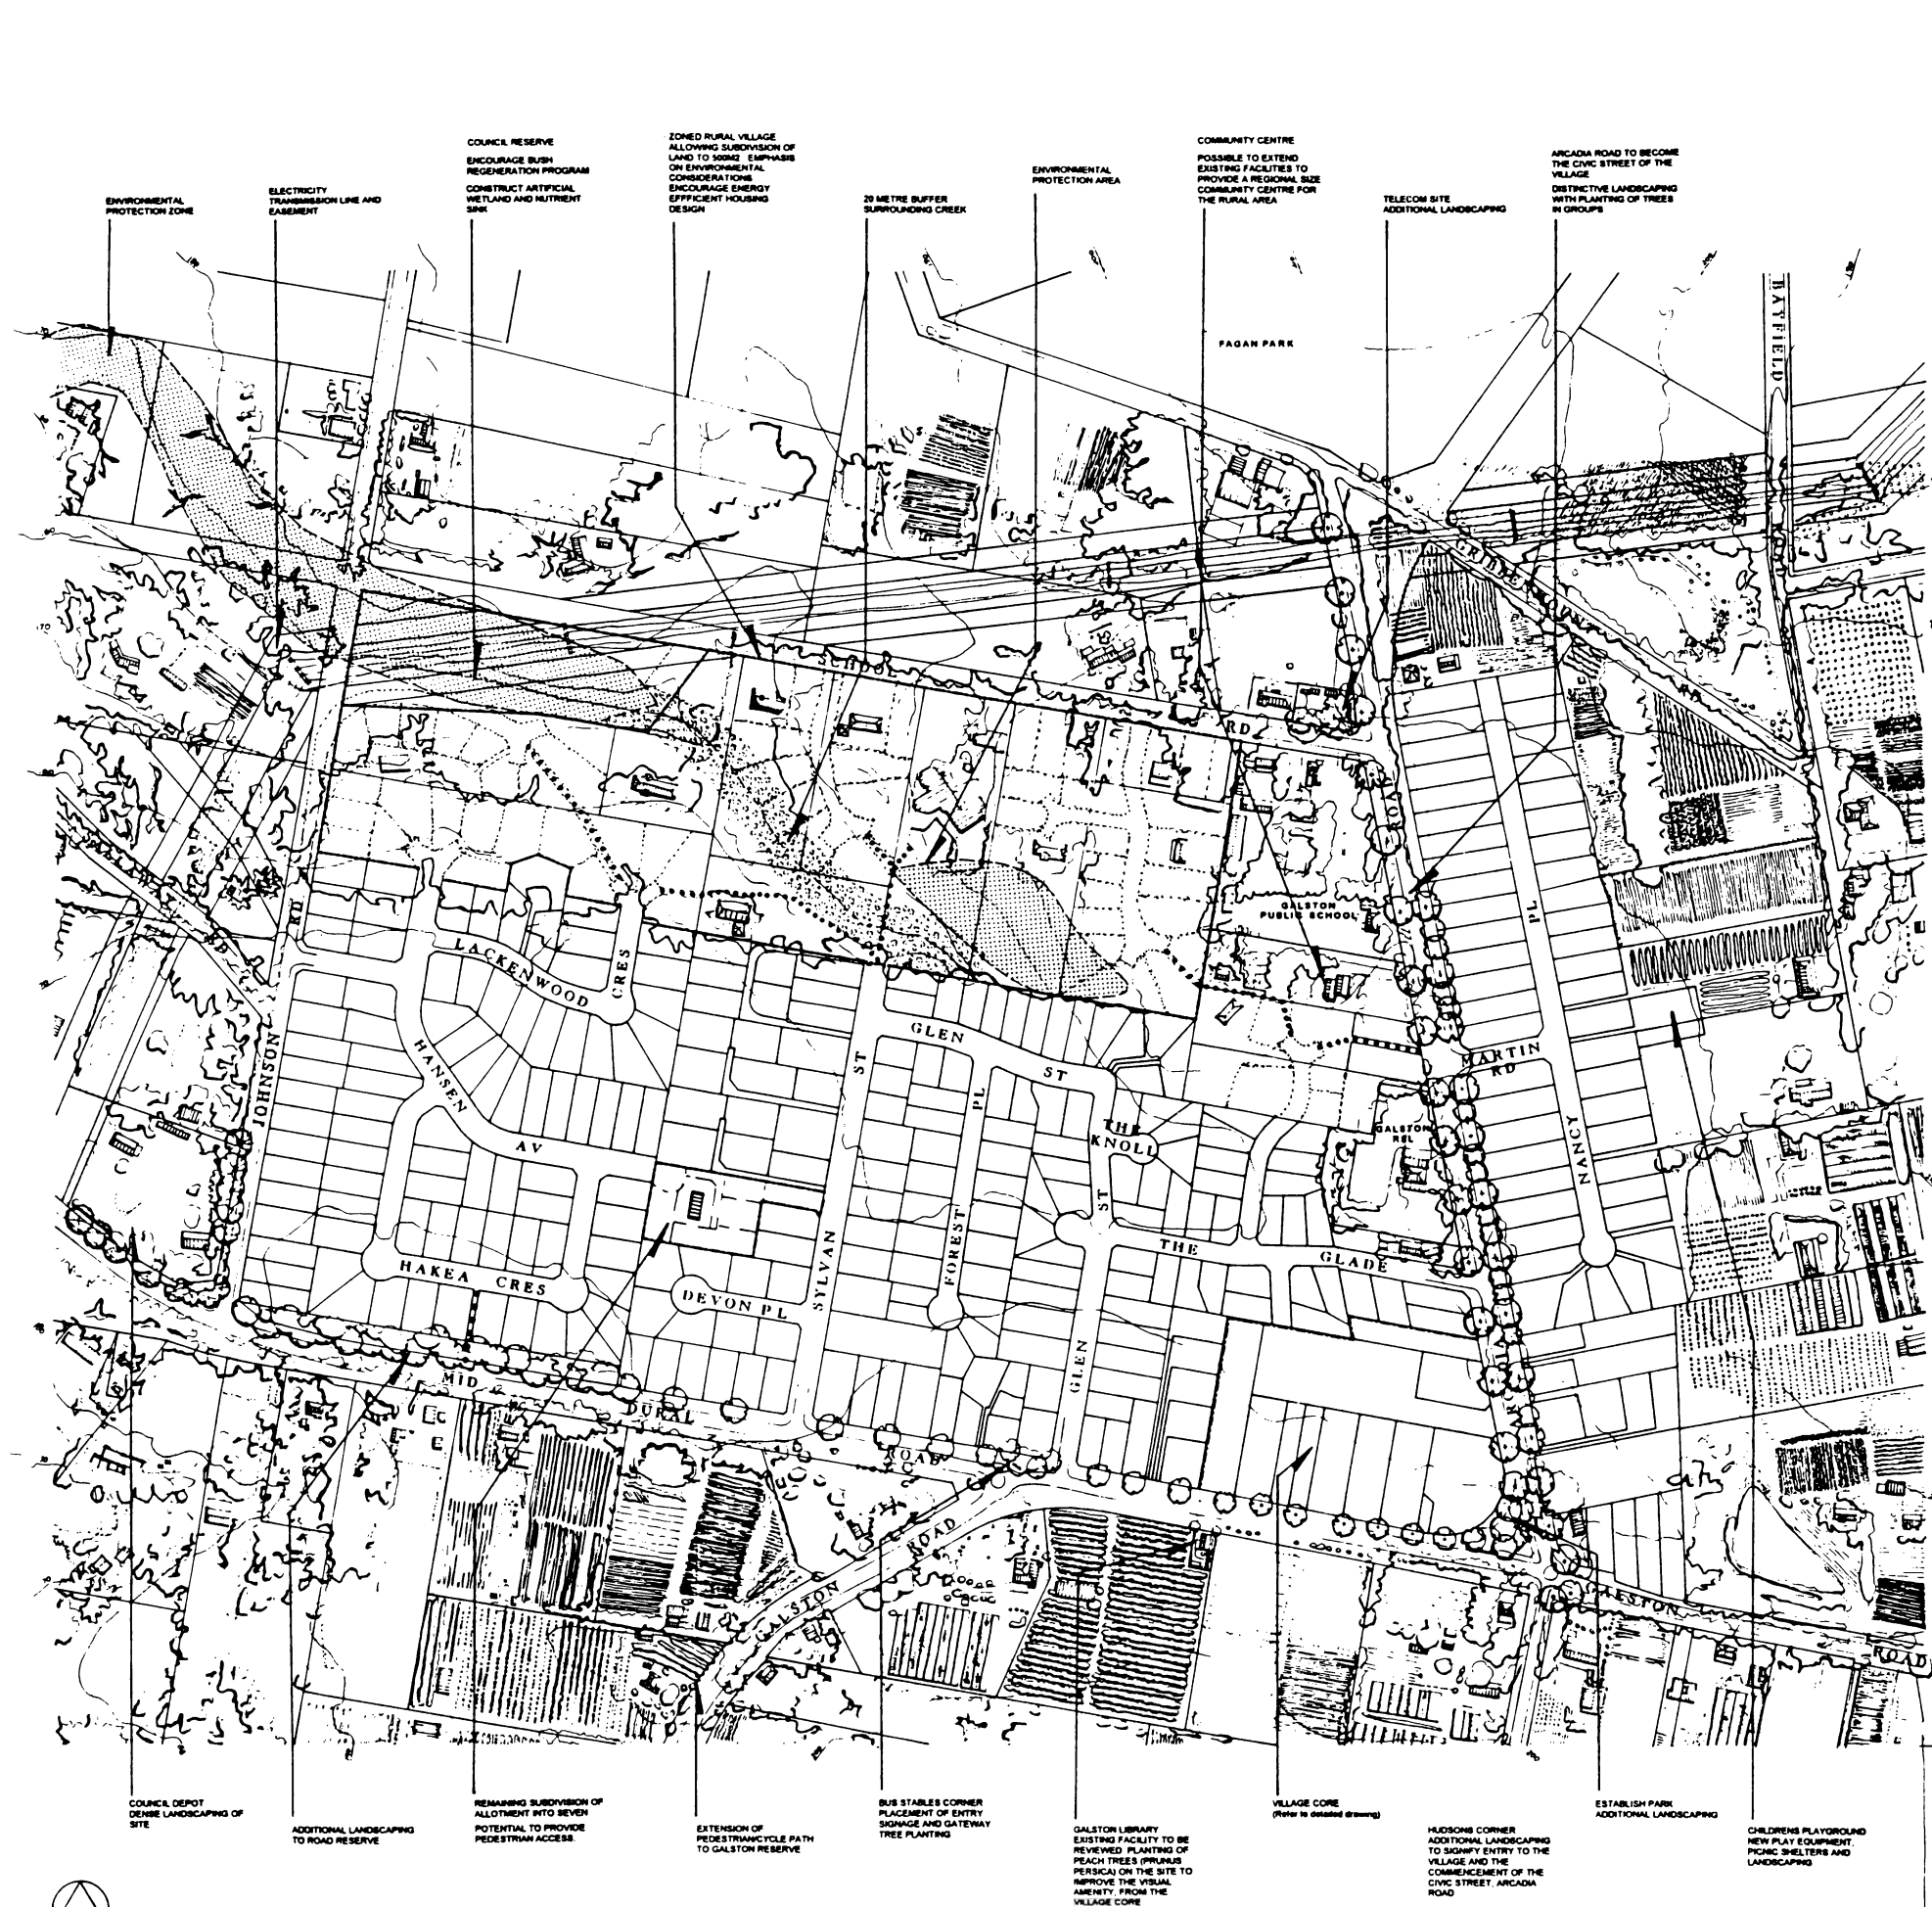 COUNCIL RESERVE
ENCOURAGE BUSH
REGENERATION PROGRAM
CONSTRUCT ARTIFICIAL
WETLAND AND NUTRIENT
SINK
ZONED RURAL VILLAGE
ALLOWING SUBDIVISION OF
LAND TO 500M2 EMPHASIS
ON ENVIRONMENTAL
CONSIDERATIONS
ENCOURAGE ENERGY
EFFFICIENT HOUSING
DESIGN
COMMUNITY CENTRE
POSSIBLE TO EXTEND
EXISTING FACILITIES TO
PROVIDE A REGIONAL SIZE
COMMUNITY CENTRE FOR
THE RURAL AREA
ARCADIA ROAD TO BECOME
THE CIVIC STREET OF THE
VILLAGE
DISTINCTIVE LANDSCAPING
WITH PLANTING OF TREES
IN GROUPS
ENVIRONMENTAL
PROTECTION ZONE
ELECTRICITY
TRANSMISSION LINE AND
EASEMENT
20 METRE BUFFER
SURROUNDING CREEK
ENVIRONMENTAL
PROTECTION AREA
TELECOM SITE
ADDITIONAL LANDSCAPING
FAGAN PARK
BAYFIELD
SCHOOL
RD
GALSTON
PUBLIC SCHOOL
PL
RD
LACKENWOOD
CRES
GLEN
ST
ST
MARTIN
RD
JOHNSON
HANSEN
AV
PL
THE
KNOLL
GALSTON
NANCY
ST
HAKEA CRES
DEVON PL
SYLVAN
FOREST
THE
GLADE
GLEN
MID
DURAL
ROAD
ROAD
GALSTON
GALSTON
ROAD
COUNCIL DEPOT
DENSE LANDSCAPING OF
SITE
ADDITIONAL LANDSCAPING
TO ROAD RESERVE
REMAINING SUBDIVISION OF
ALLOTMENT INTO SEVEN
POTENTIAL TO PROVIDE
PEDESTRIAN ACCESS.
EXTENSION OF
PEDESTRIAN/CYCLE PATH
TO GALSTON RESERVE
BUS STABLES CORNER
PLACEMENT OF ENTRY
SIGNAGE AND GATEWAY
TREE PLANTING
GALSTON LIBRARY
EXISTING FACILITY TO BE
REVIEWED PLANTING OF
PEACH TREES (PRUNUS
PERSICA) ON THE SITE TO
IMPROVE THE VISUAL
AMENITY, FROM THE
VILLAGE CORE
VILLAGE CORE
(Refer to detailed drawing)
HUDSONS CORNER
ADDITIONAL LANDSCAPING
TO SIGNIFY ENTRY TO THE
VILLAGE AND THE
COMMENCEMENT OF THE
CIVIC STREET, ARCADIA
ROAD
ESTABLISH PARK
ADDITIONAL LANDSCAPING
CHILDRENS PLAYGROUND
NEW PLAY EQUIPMENT,
PICNIC SHELTERS AND
LANDSCAPING